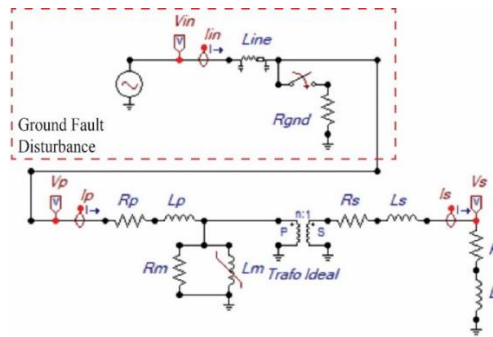 Vin
Iin
Line
V
I
Rgnd
Ground Fault
Disturbance
Vp
Ip
Rp
Lp
n:1
Rs
Ls
Is
Vs
V
I
P
S
I
V
Rm
Lm
Trafo Ideal